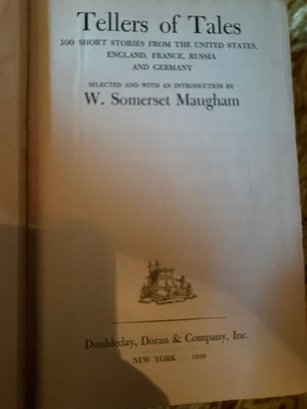 Tellers of Tales
100 SHORT STORIES FROM THE UNITED STATES,
ENGLAND, FRANCE, RUSSIA
AND GERMANY
SELECTED AND WITH AN INTRODUCTION BY
W. Somerset Maugham
Doubleday, Doran & Company, Inc.
NEW YORK 1939